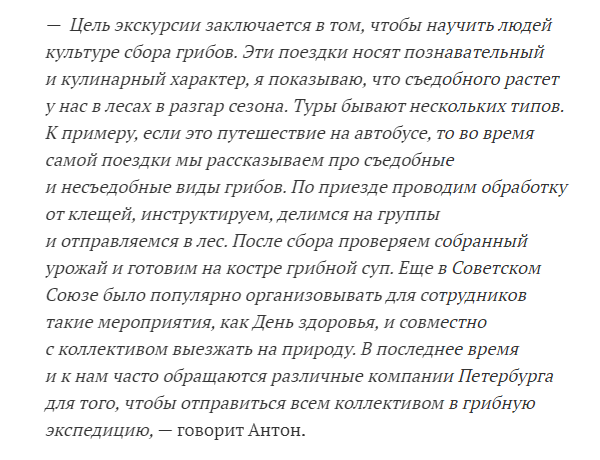 — Цель экскурсии заключается в том, чтобы научить людей
культуре сбора грибов. Эти поездки носят познавательный
и кулинарный характер, я показываю, что съедобного растет
у нас в лесах в разгар сезона. Туры бывают нескольких типов.
К примеру, если это путешествие на автобусе, то во время
самой поездки мы рассказываем про съедобные
и несъедобные виды грибов. По приезде проводим обработку
от клещей, инструктируем, делимся на группы
и отправляемся в лес. После сбора проверяем собранный
урожай и готовим на костре грибной суп. Еще в Советском
Союзе было популярно организовывать для сотрудников
такие мероприятия, как День здоровья, и совместно
с коллективом выезжать на природу. В последнее время
и к нам часто обращаются различные компании Петербурга
для того, чтобы отправиться всем коллективом в грибную
экспедицию, — говорит Антон.